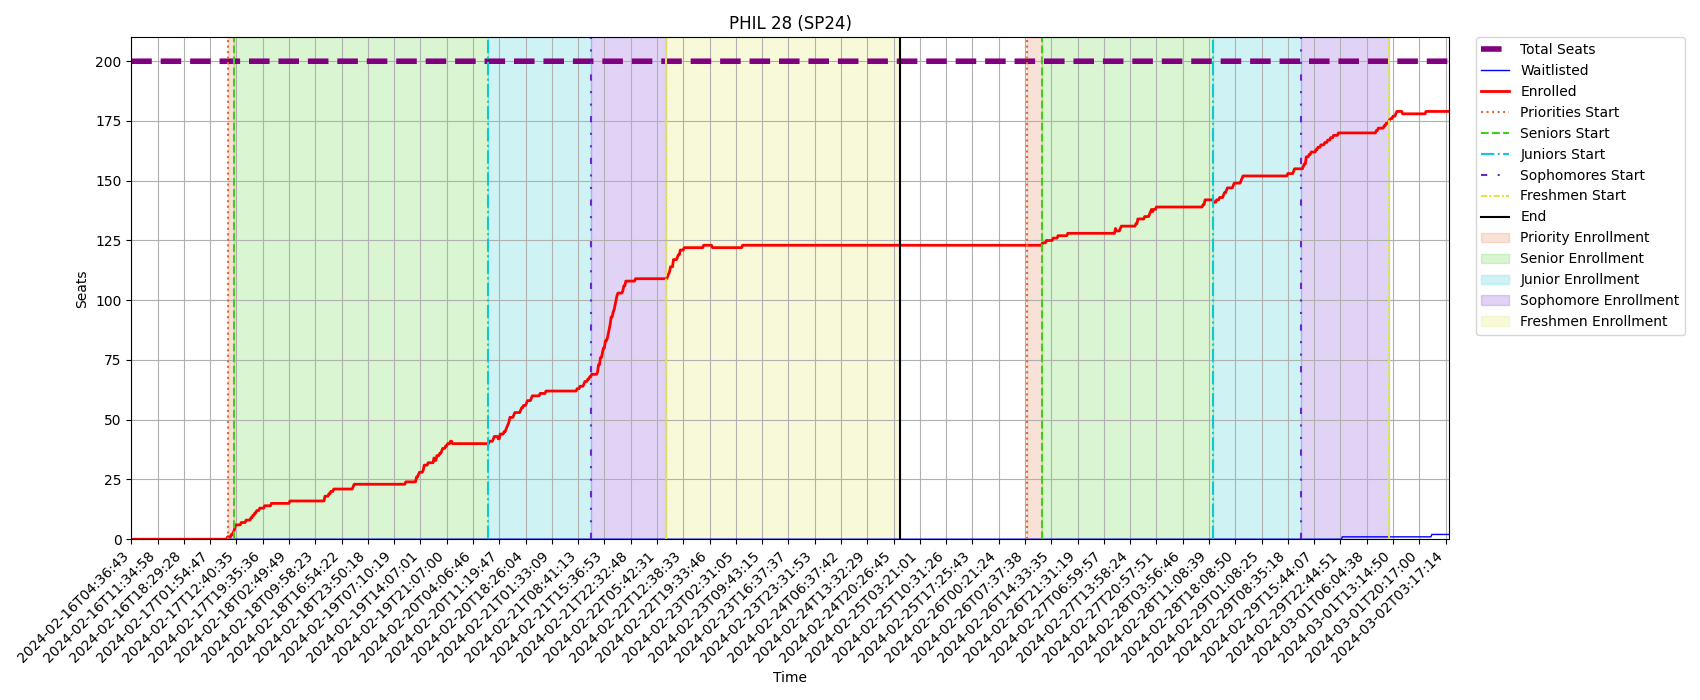 PHIL 28 (SP24)
Seats
200
175
150
125
100
75
50
25
0
2024-02-16T04:36:43
2024-02-16T11:34:58
2024-02-16T18:29:28
2024-02-17T01:54:47
2024-02-17T12:40:35
2024-02-17T19:35:36
2024-02-18T02:49:49
2024-02-18T09:58:23
2024-02-18T16:54:22
2024-02-18T23:50:18
2024-02-19T07:10:19
2024-02-19T14:07:01
2024-02-19T21:07:00
2024-02-20T04:06:46
2024-02-20T11:19:47
2024-02-20T18:26:04
2024-02-21T01:33:09
2024-02-21T08:41:13
2024-02-21T15:36:53
2024-02-21T22:32:48
2024-02-22T05:42:31
2024-02-22T12:38:33
2024-02-22T19:33:46
2024-02-23T02:31:05
2024-02-23T09:43:15
2024-02-23T16:37:37
2024-02-23T23:31:53
2024-02-24T06:37:42
2024-02-24T13:32:29
2024-02-24T20:26:45
2024-02-25T03:21:01
2024-02-25T10:31:26
2024-02-25T17:25:43
2024-02-26T00:21:24
2024-02-26T07:37:38
2024-02-26T14:33:35
2024-02-26T21:31:19
2024-02-27T06:59:57
2024-02-27T13:58:24
2024-02-27T20:57:51
2024-02-28T03:56:46
2024-02-28T11:08:39
2024-02-28T18:08:50
2024-02-29T01:08:25
2024-02-29T08:35:18
2024-02-29T15:44:07
2024-02-29T22:44:51
2024-03-01T06:04:38
2024-03-01T13:14:50
2024-03-01T20:17:00
2024-03-02T03:17:14
Time
Total Seats
Waitlisted
Enrolled
Priorities Start
Seniors Start
Juniors Start
Sophomores Start
Freshmen Start
End
Priority Enrollment
Senior Enrollment
Junior Enrollment
Sophomore Enrollment
Freshmen Enrollment